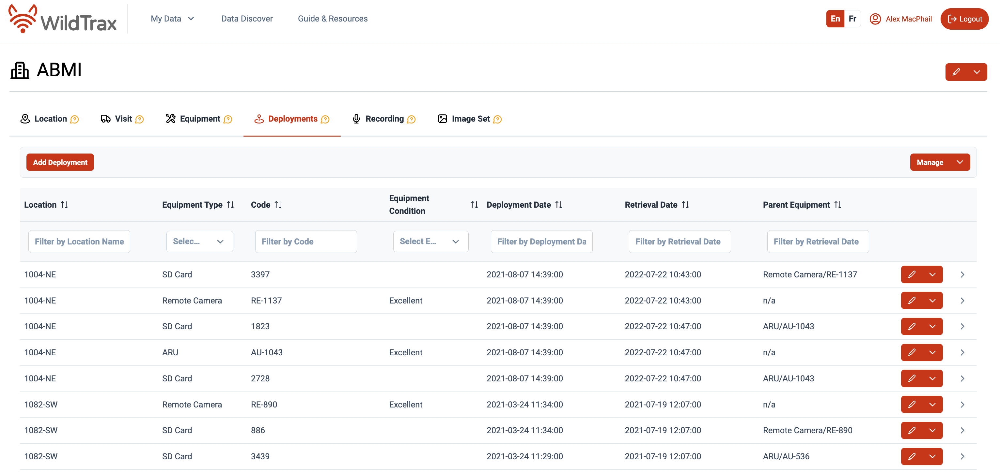 WildTrax
My Data
Data Discover
Guide & Resources
En
Fr
Alex MacPhail
Logout
ABMI
Location
Visit
Equipment
Deployments
Recording
Image Set
Add Deployment
Manage
Location
Equipment Type
Code
Equipment
Condition
Deployment Date
Retrieval Date
Parent Equipment
Filter by Location Name
Selec...
Filter by Code
Select E...
Filter by Deployment Da
Filter by Retrieval Date
Filter by Retrieval Date
1004-NE SD Card 3397 2021-08-07 14:39:00 2022-07-22 10:43:00 Remote Camera/RE-1137
1004-NE Remote Camera RE-1137 Excellent 2021-08-07 14:39:00 2022-07-22 10:43:00 n/a
1004-NE SD Card 1823 2021-08-07 14:39:00 2022-07-22 10:47:00 ARU/AU-1043
1004-NE ARU AU-1043 Excellent 2021-08-07 14:39:00 2022-07-22 10:47:00 n/a
1004-NE SD Card 2728 2021-08-07 14:39:00 2022-07-22 10:47:00 ARU/AU-1043
1082-SW Remote Camera RE-890 Excellent 2021-03-24 11:34:00 2021-07-19 12:07:00 n/a
1082-SW SD Card 886 2021-03-24 11:34:00 2021-07-19 12:07:00 Remote Camera/RE-890
1082-SW SD Card 3439 2021-03-24 11:29:00 2021-07-19 12:07:00 ARU/AU-536